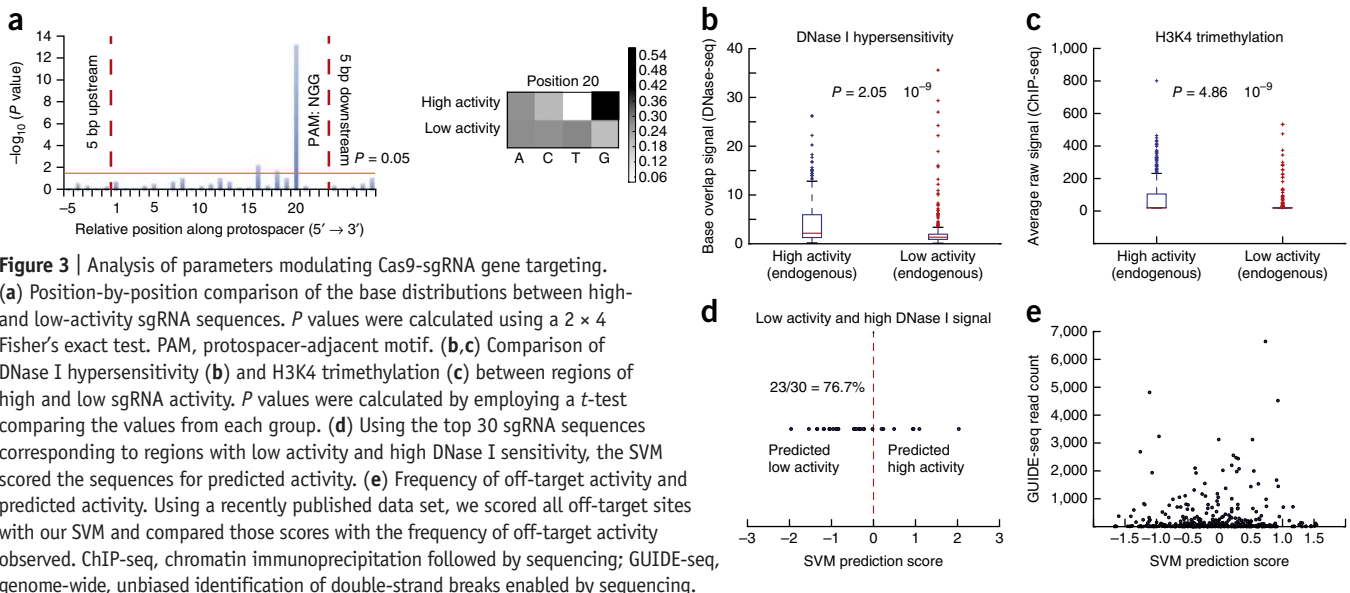 a
14
12
10
8
6
4
2
0
–log10 (P value)
5 bp upstream
PAM: NGG
5 bp downstream
P = 0.05
–5 1 5 10 15 20
Relative position along protospacer (5′ → 3′)
Position 20
High activity
Low activity
A C T G
0.54
0.48
0.42
0.36
0.30
0.24
0.18
0.12
0.06
b
DNase I hypersensitivity
40
30
20
10
0
Base overlap signal (DNase-seq)
P = 2.05 10–9
High activity (endogenous)
Low activity (endogenous)
c
H3K4 trimethylation
1,000
800
600
400
200
0
Average raw signal (ChIP-seq)
P = 4.86 10–9
High activity (endogenous)
Low activity (endogenous)
Figure 3 | Analysis of parameters modulating Cas9-sgRNA gene targeting.
(a) Position-by-position comparison of the base distributions between high-
and low-activity sgRNA sequences. P values were calculated using a 2 × 4
Fisher's exact test. PAM, protospacer-adjacent motif. (b,c) Comparison of
DNase I hypersensitivity (b) and H3K4 trimethylation (c) between regions of
high and low sgRNA activity. P values were calculated by employing a t-test
comparing the values from each group. (d) Using the top 30 sgRNA sequences
corresponding to regions with low activity and high DNase I sensitivity, the SVM
scored the sequences for predicted activity. (e) Frequency of off-target activity and
predicted activity. Using a recently published data set, we scored all off-target sites
with our SVM and compared those scores with the frequency of off-target activity
observed. ChIP-seq, chromatin immunoprecipitation followed by sequencing; GUIDE-seq,
genome-wide, unbiased identification of double-strand breaks enabled by sequencing.
d
Low activity and high DNase I signal
23/30 = 76.7%
Predicted low activity
Predicted high activity
–3 –2 –1 0 1 2 3
SVM prediction score
e
7,000
6,000
5,000
4,000
3,000
2,000
1,000
GUIDE-seq read count
–1.5 –1.0 –0.5 0 0.5 1.0 1.5
SVM prediction score